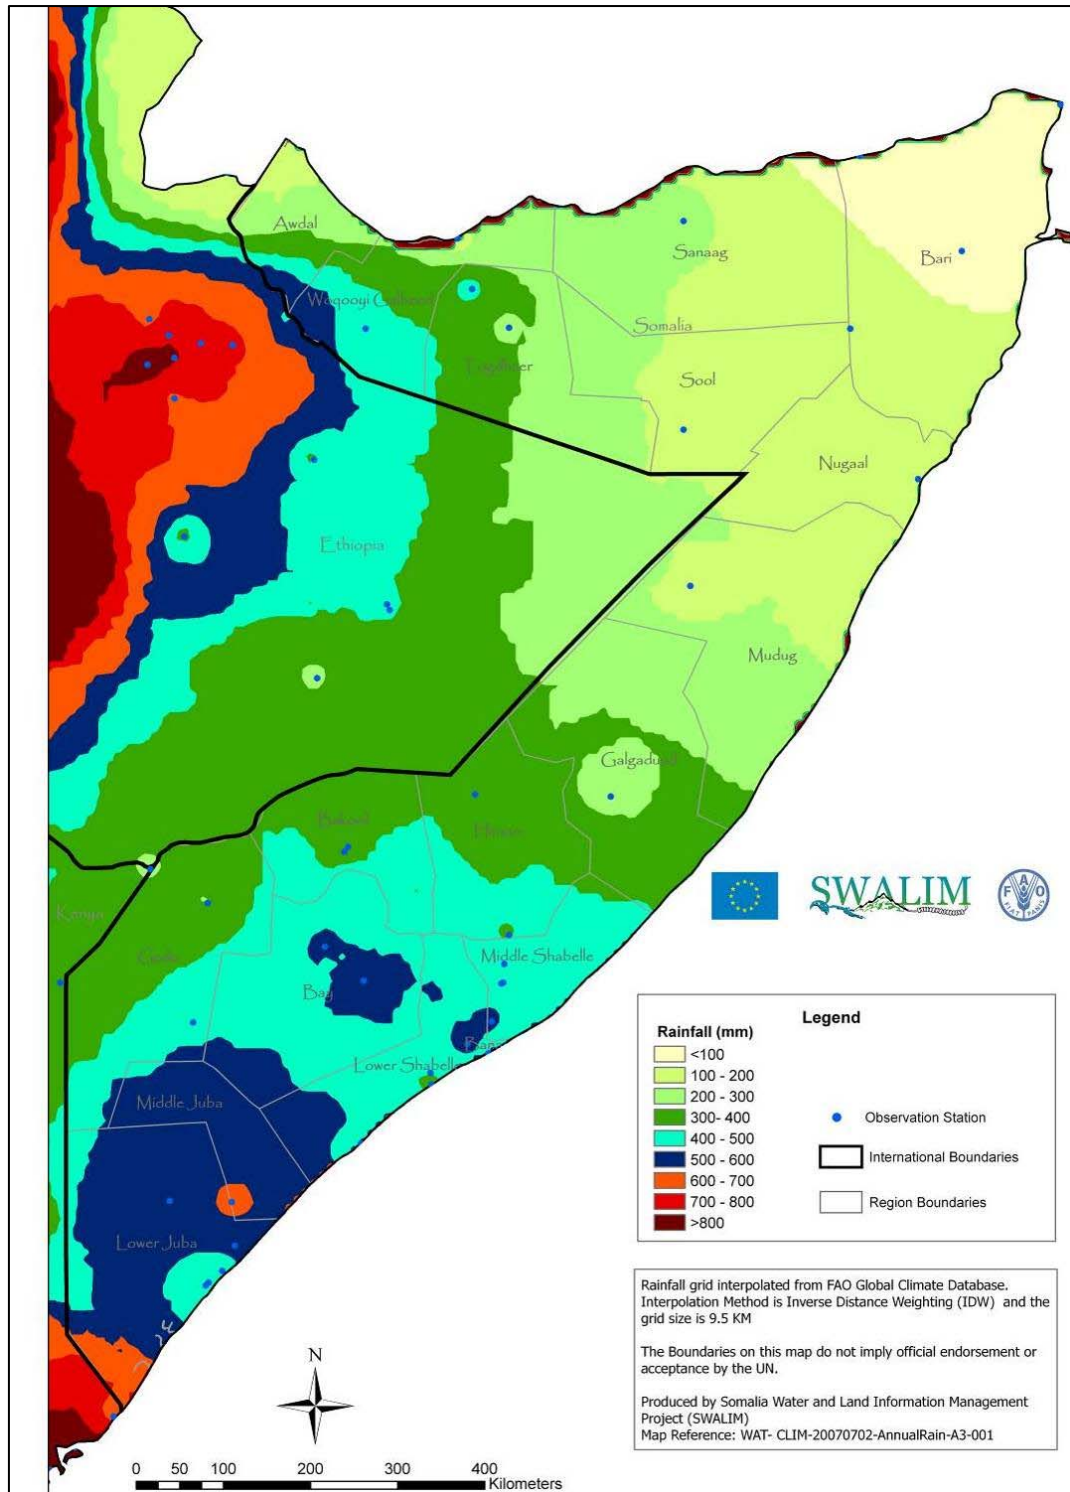 Awdal
Sanaag
Bari
Woqooyi Galbeed
Somalia
Togdheer
Sool
Nugaal
Ethiopia
Mudug
Galgaduud
Bakool
Hiraan
Kenya
Gedo
SWALIM
FAO
FIAT PANIS
Middle Shabelle
Bay
Lower Shabelle
Middle Juba
Lower Juba
Legend
Rainfall (mm)
<100
100 - 200
200 - 300
300- 400
400 - 500
500 - 600
600 - 700
700 - 800
>800
Observation Station
International Boundaries
Region Boundaries
Rainfall grid interpolated from FAO Global Climate Database.
Interpolation Method is Inverse Distance Weighting (IDW) and the
grid size is 9.5 KM
The Boundaries on this map do not imply official endorsement or
acceptance by the UN.
Produced by Somalia Water and Land Information Management
Project (SWALIM)
Map Reference: WAT- CLIM-20070702-AnnualRain-A3-001
N
0 50 100 200 300 400
Kilometers